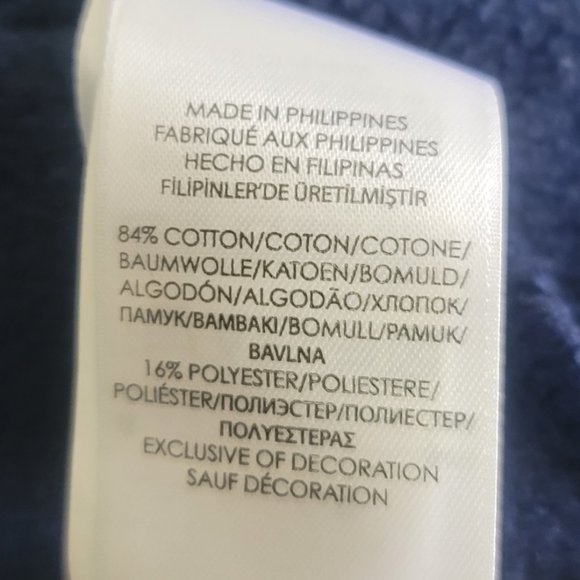 MADE IN PHILIPPINES
FABRIQUÉ AUX PHILIPPINES
HECHO EN FILIPINAS
FİLİPİNLER'DE ÜRETİLMİŞTİR
84% COTTON/COTON/COTONE/
BAUMWOLLE/KATOEN/BOMULD/
ALGODÓN/ALGODÃO/ХЛОПОК/
ПАМУК/ΒΑΜΒΑΚΙ/BOMULL/PAMUK/
BAVLNA
16% POLYESTER/POLIESTERE/
POLIÉSTER/ПОЛИЭСТЕР/ПОЛИЕСТЕР/
ΠΟΛΥΕΣΤΕΡΑΣ
EXCLUSIVE OF DECORATION
SAUF DÉCORATION